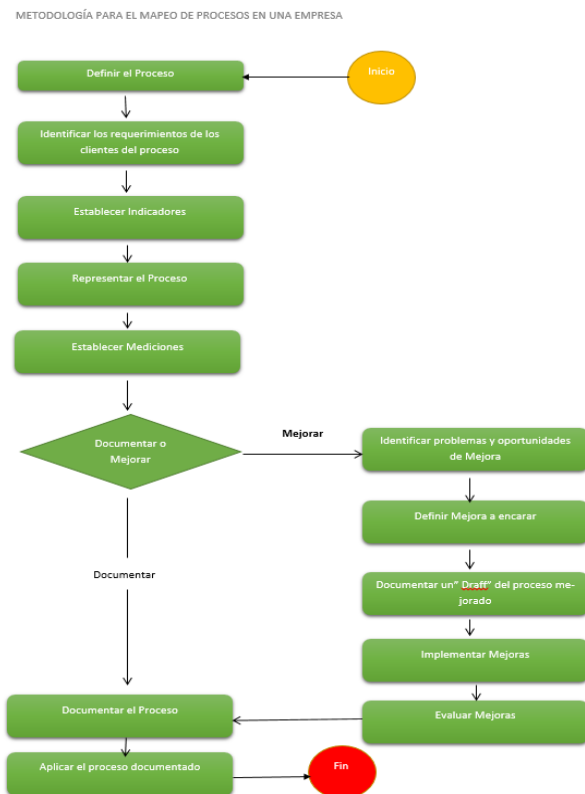 METODOLOGÍA PARA EL MAPEO DE PROCESOS EN UNA EMPRESA
Inicio
Definir el Proceso
Identificar los requerimientos de los
clientes del proceso
Establecer Indicadores
Representar el Proceso
Establecer Mediciones
Documentar o
Mejorar
Mejorar
Identificar problemas y oportunidades
de Mejora
Definir Mejora a encarar
Documentar
Documentar un” Draff” del proceso me-
jorado
Implementar Mejoras
Evaluar Mejoras
Documentar el Proceso
Aplicar el proceso documentado
Fin